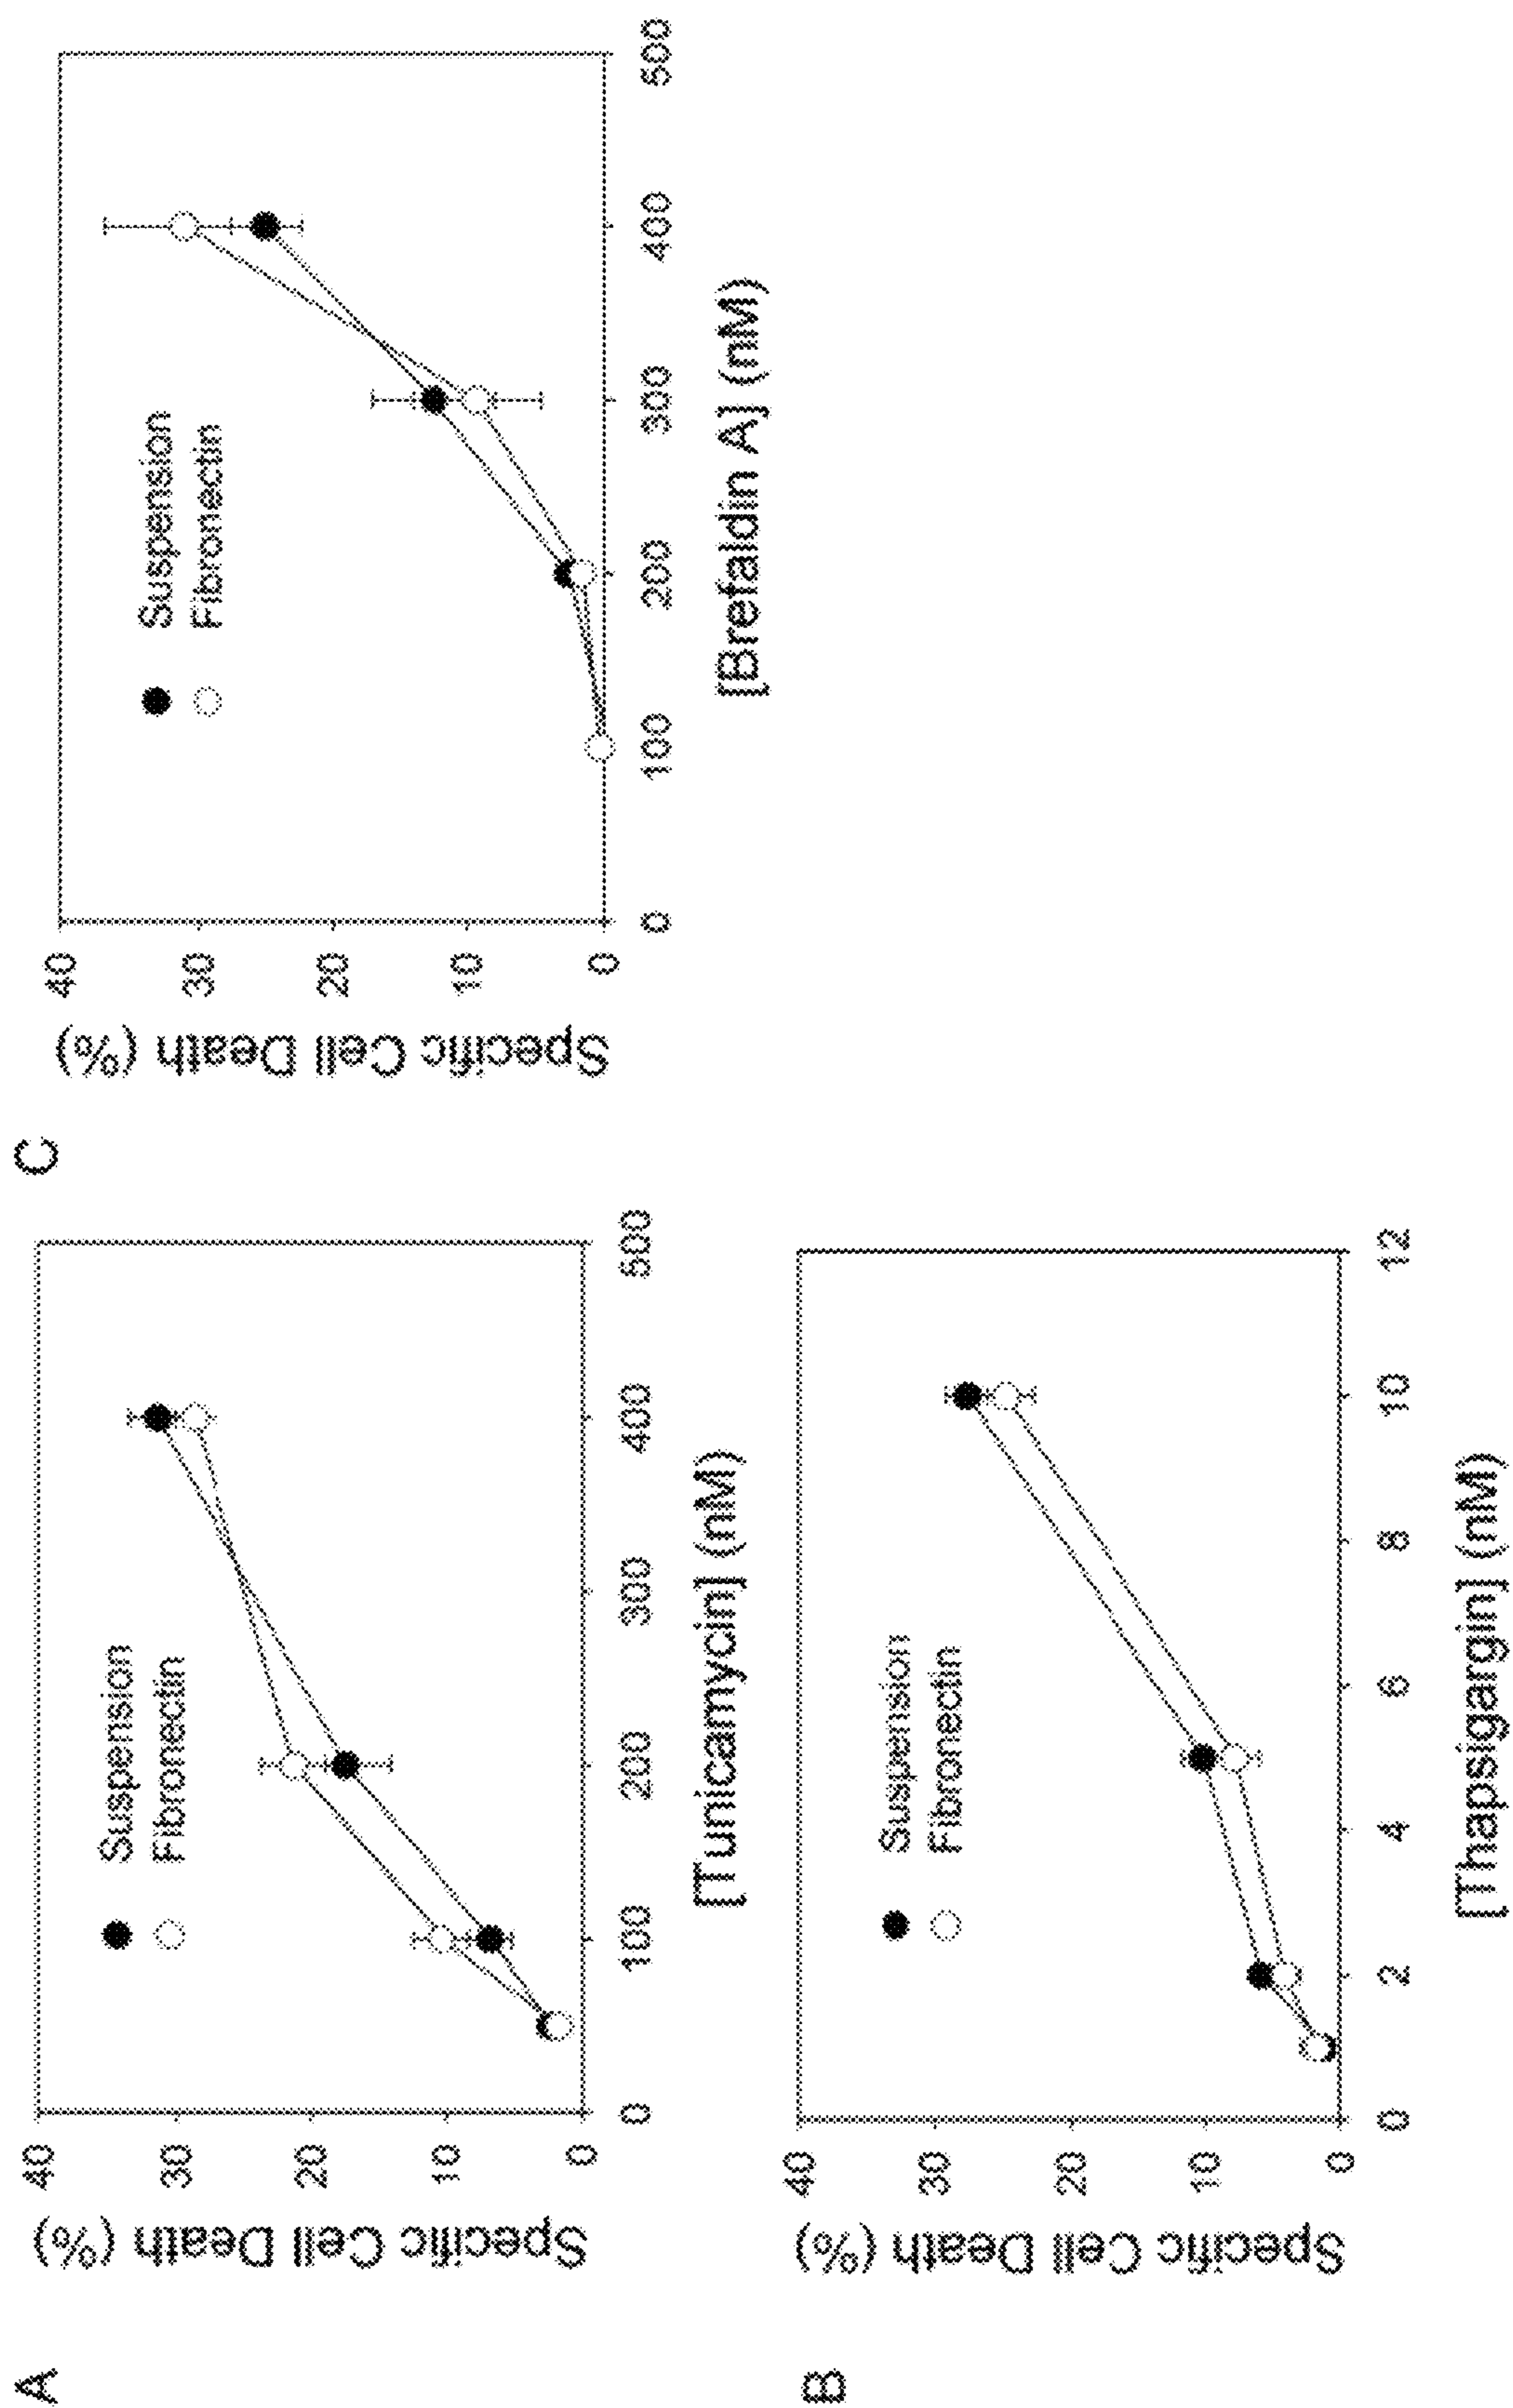 A
Specific Cell Death (%)
40
30
20
10
0
Suspension
Fibronectin
0 100 200 300 400 500
[Tunicamycin] (nM)
B
Specific Cell Death (%)
40
30
20
10
0
Suspension
Fibronectin
0 2 4 6 8 10 12
[Thapsigargin] (nM)
C
Specific Cell Death (%)
40
30
20
10
0
Suspension
Fibronectin
0 100 200 300 400 500
[Brefaldin A] (nM)